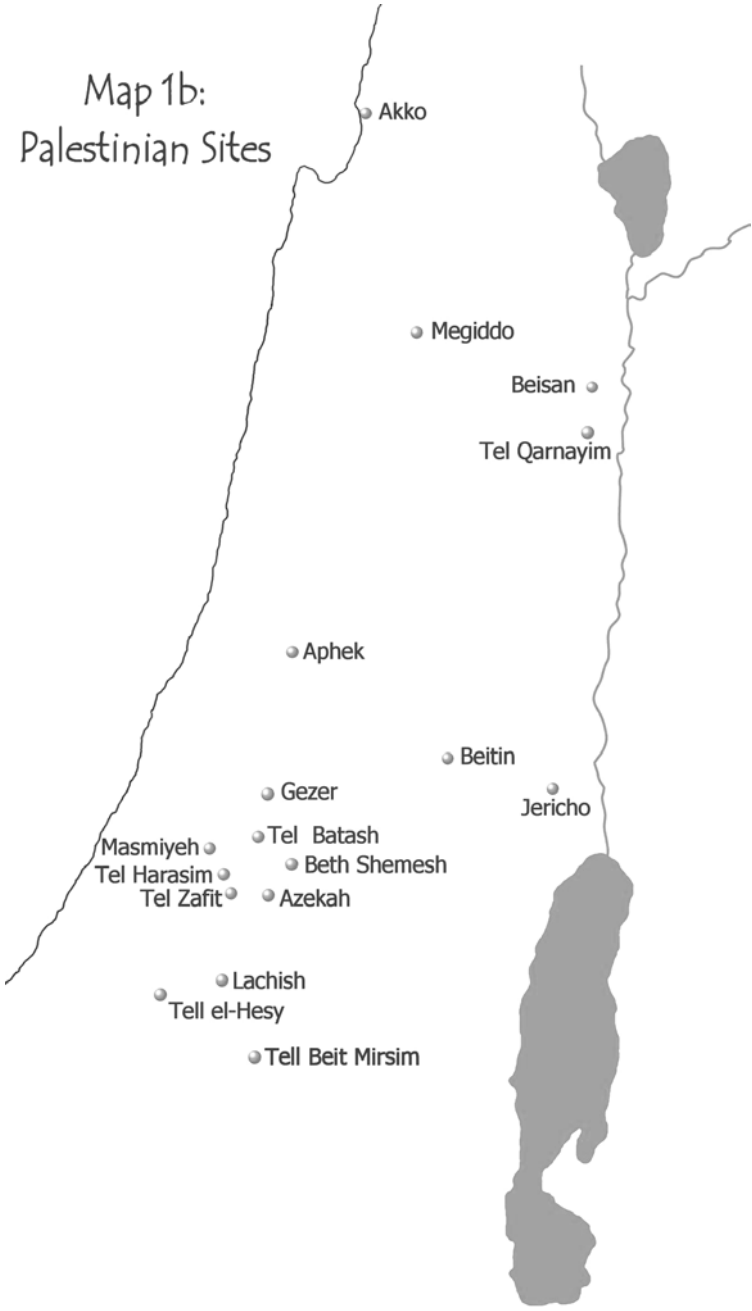 Map 1b:
Palestinian Sites
Akko
Megiddo
Beisan
Tel Qarnayim
Aphek
Beitin
Gezer
Jericho
Tel Batash
Masmiyeh
Beth Shemesh
Tel Harasim
Tel Zafit
Azekah
Lachish
Tell el-Hesy
Tell Beit Mirsim